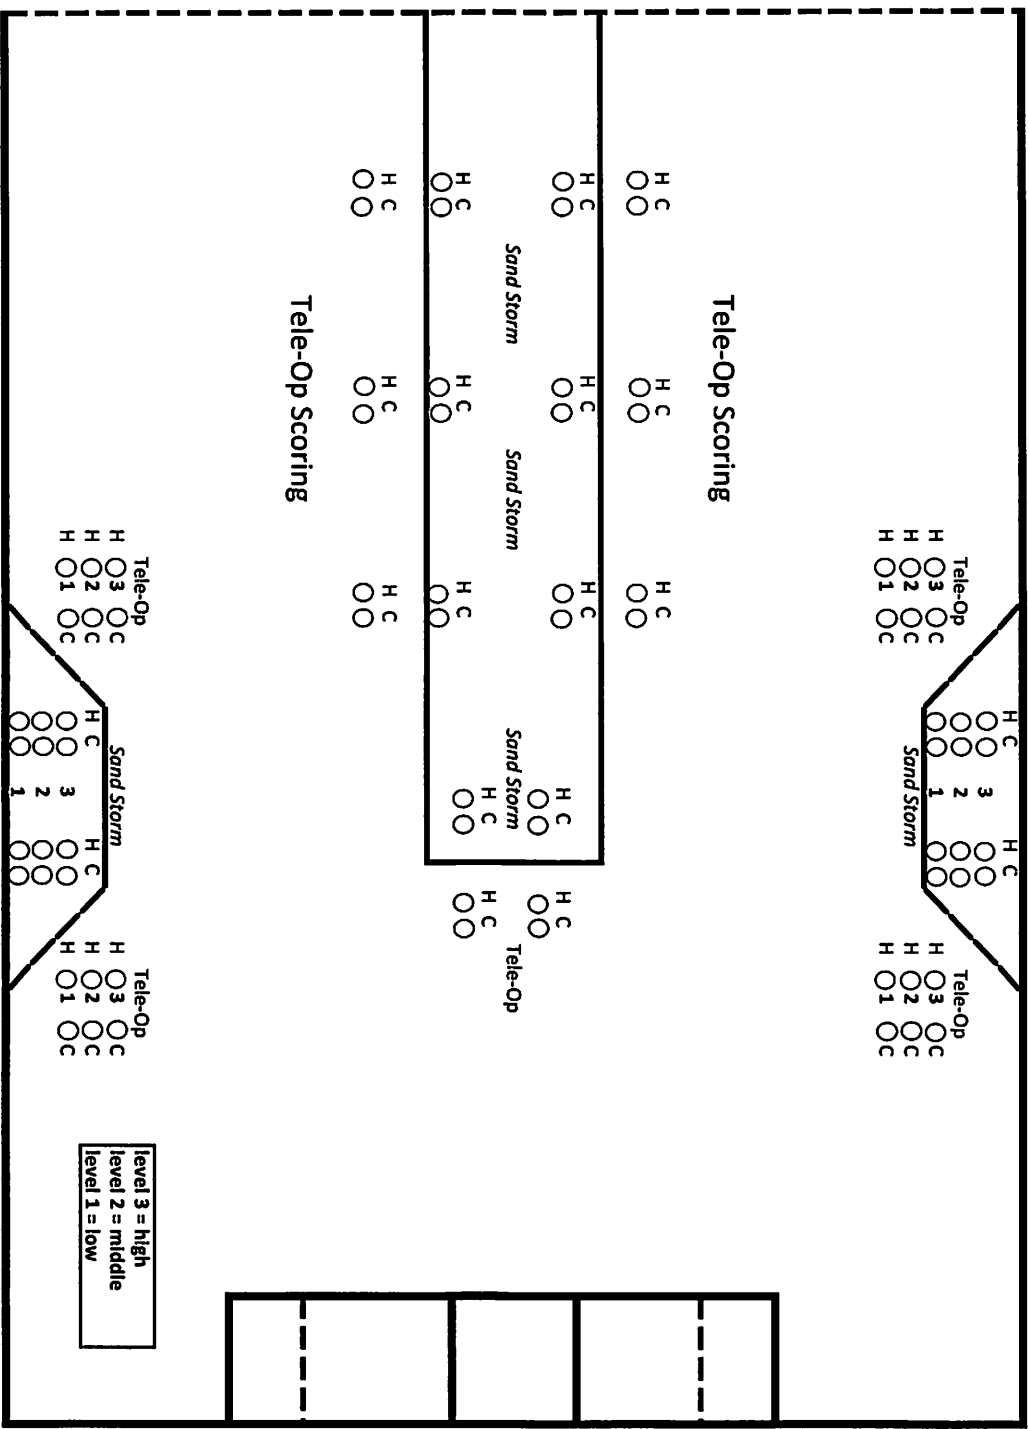 H C H C
3
Tele-Op 2 Tele-Op
H 3 C 1 H 3 C
H 2 C Sand Storm H 2 C
H 1 C H 1 C
Tele-Op Scoring
H C H C H C
H C H C H C
H C H C
Sand Storm Sand Storm Sand Storm Tele-Op
H C H C
H C H C H C
H C H C H C
Tele-Op Scoring
Tele-Op Tele-Op
H 3 C Sand Storm H 3 C
H 2 C H C H C H 2 C
H 1 C 3 H 1 C
2
1
level 3 = high
level 2 = middle
level 1 = low